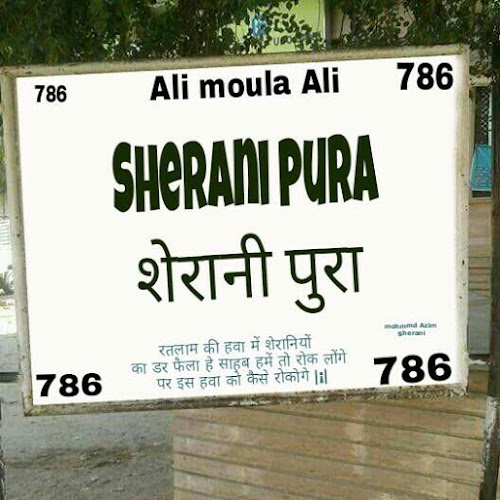 786 Ali moula Ali 786
SHERANI PURA
शेरानी पुरा
mohmmd Azim
Sherani
रतलाम की हवा में शेरानियों
का डर फैला हे साहब हमें तो रोक लोंगे
पर इस हवा को कैसे रोकोगे |i|
786 786